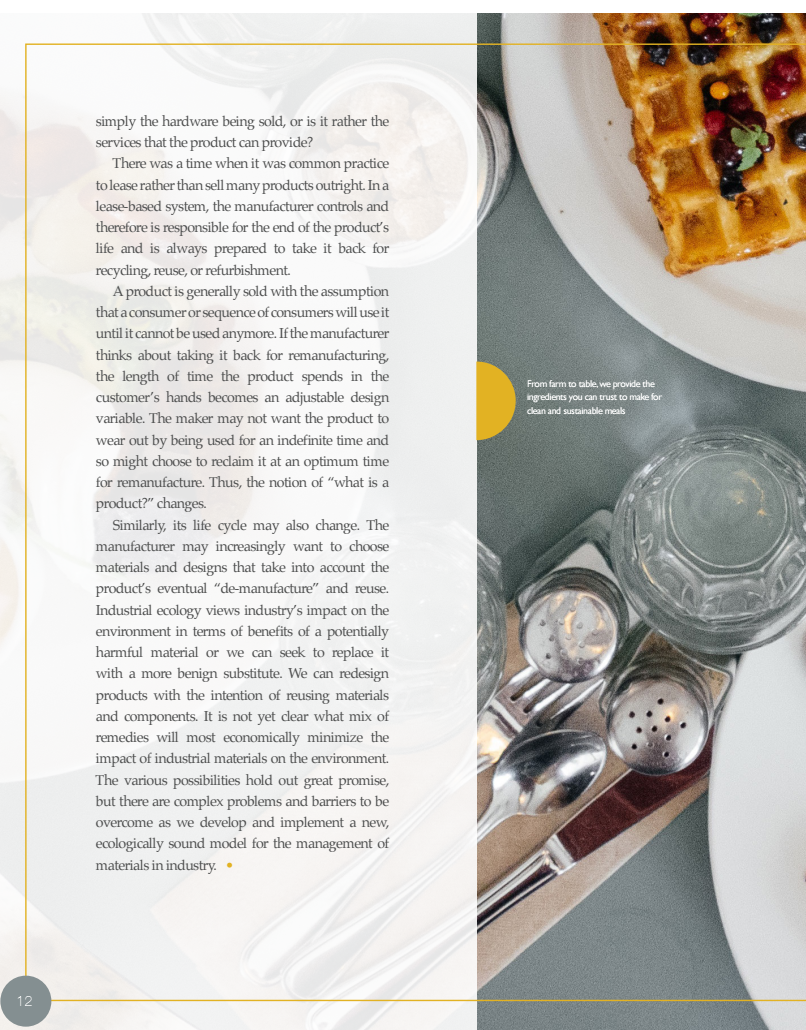 simply the hardware being sold, or is it rather the
services that the product can provide?
There was a time when it was common practice
to lease rather than sell many products outright. In a
lease-based system, the manufacturer controls and
therefore is responsible for the end of the product’s
life and is always prepared to take it back for
recycling, reuse, or refurbishment.
A product is generally sold with the assumption
that a consumer or sequence of consumers will use it
until it cannot be used anymore. If the manufacturer
thinks about taking it back for remanufacturing,
the length of time the product spends in the
customer’s hands becomes an adjustable design
variable. The maker may not want the product to
wear out by being used for an indefinite time and
so might choose to reclaim it at an optimum time
for remanufacture. Thus, the notion of “what is a
product?” changes.
Similarly, its life cycle may also change. The
manufacturer may increasingly want to choose
materials and designs that take into account the
product’s eventual “de-manufacture” and reuse.
Industrial ecology views industry’s impact on the
environment in terms of benefits of a potentially
harmful material or we can seek to replace it
with a more benign substitute. We can redesign
products with the intention of reusing materials
and components. It is not yet clear what mix of
remedies will most economically minimize the
impact of industrial materials on the environment.
The various possibilities hold out great promise,
but there are complex problems and barriers to be
overcome as we develop and implement a new,
ecologically sound model for the management of
materials in industry. •
From farm to table, we provide the
ingredients you can trust to make for
clean and sustainable meals
12